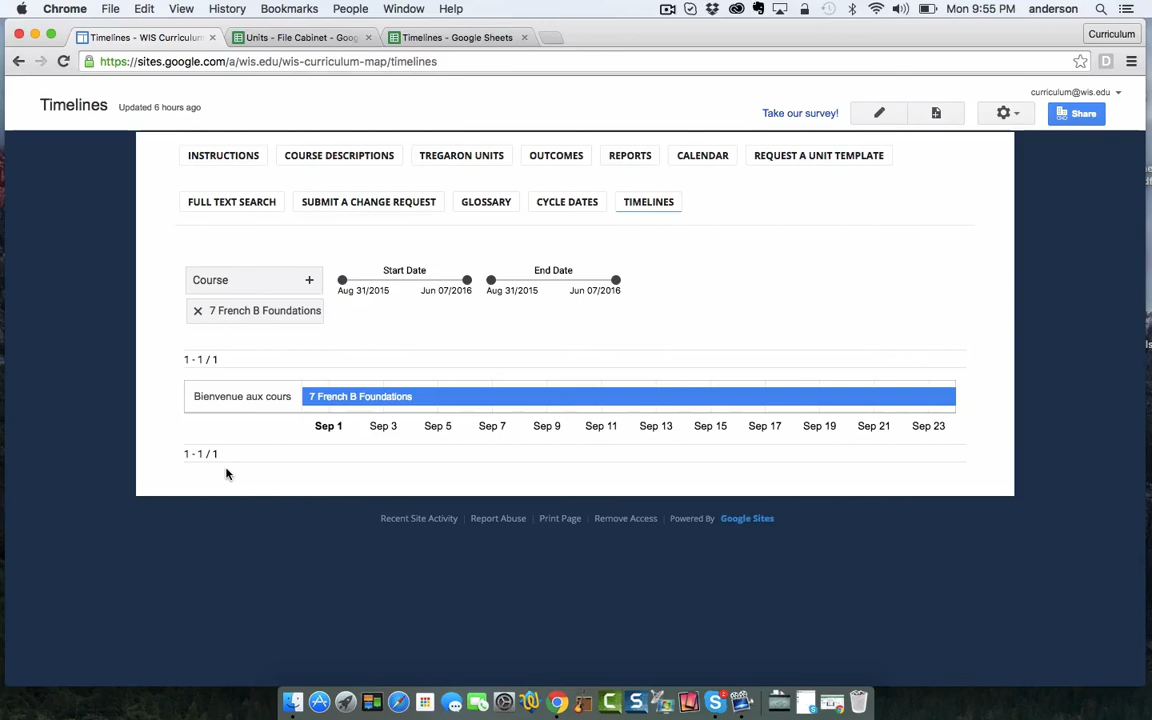 Chrome File Edit View History Bookmarks People Window Help Mon 9:55 PM anderson
Timelines - WIS Curriculum Units - File Cabinet - Goog Timelines - Google Sheets Curriculum
https://sites.google.com/a/wis.edu/wis-curriculum-map/timelines D
curriculum@wis.edu
Timelines Updated 6 hours ago Take our survey! Share
INSTRUCTIONS COURSE DESCRIPTIONS TREGARON UNITS OUTCOMES REPORTS CALENDAR REQUEST A UNIT TEMPLATE
FULL TEXT SEARCH SUBMIT A CHANGE REQUEST GLOSSARY CYCLE DATES TIMELINES
Start Date End Date
Course +
Aug 31/2015 Jun 07/2016 Aug 31/2015 Jun 07/2016
7 French B Foundations
1 - 1 / 1
Bienvenue aux cours 7 French B Foundations
Sep 1 Sep 3 Sep 5 Sep 7 Sep 9 Sep 11 Sep 13 Sep 15 Sep 17 Sep 19 Sep 21 Sep 23
1 - 1 / 1
Recent Site Activity Report Abuse Print Page Remove Access Powered By Google Sites